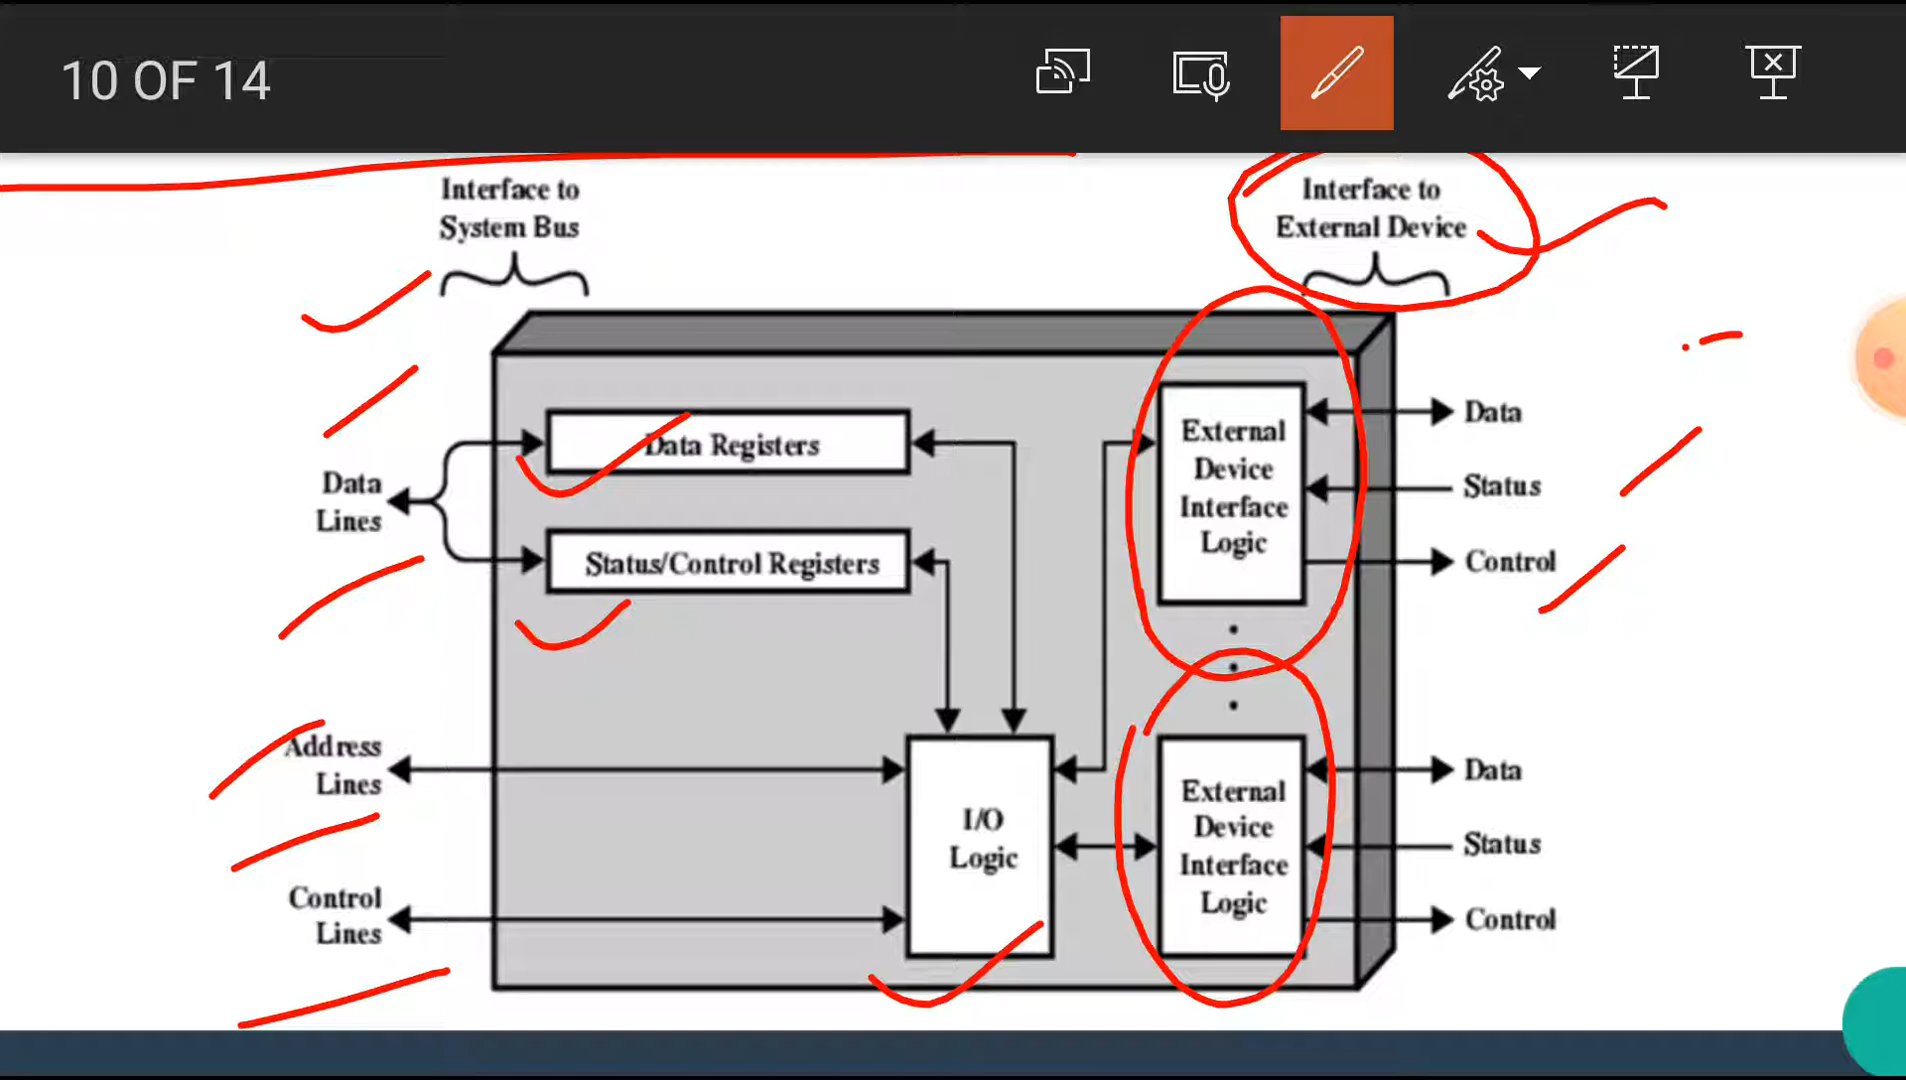 10 OF 14
Interface to
System Bus
Interface to
External Device
Data Registers
Status/Control Registers
Data
Lines
Address
Lines
Control
Lines
I/O
Logic
External
Device
Interface
Logic
Data
Status
Control
External
Device
Interface
Logic
Data
Status
Control